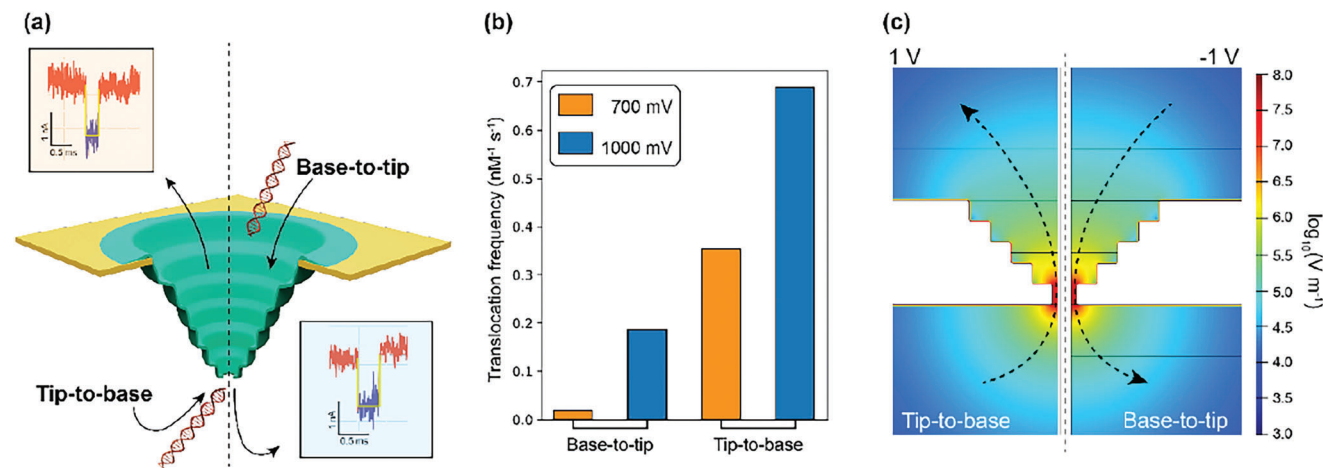 (a)
1 nA
0.5 ms
Base-to-tip
Tip-to-base
1 nA
0.5 ms
(b)
Translocation frequency (nM⁻¹ s⁻¹)
0.7
0.6
0.5
0.4
0.3
0.2
0.1
0.0
700 mV
1000 mV
Base-to-tip
Tip-to-base
(c)
1 V
-1 V
Tip-to-base
Base-to-tip
8.0
7.5
7.0
6.5
6.0
5.5
5.0
4.5
4.0
3.5
3.0
log₁₀(V m⁻¹)